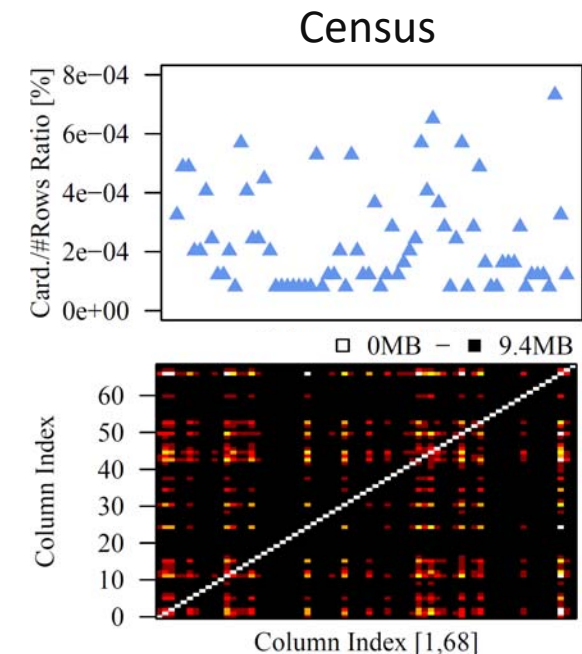 Census
Card./#Rows Ratio [%]
8e−04
6e−04
4e−04
2e−04
0e+00
□ 0MB − ■ 9.4MB
Column Index
60
50
40
30
20
10
0
Column Index [1,68]